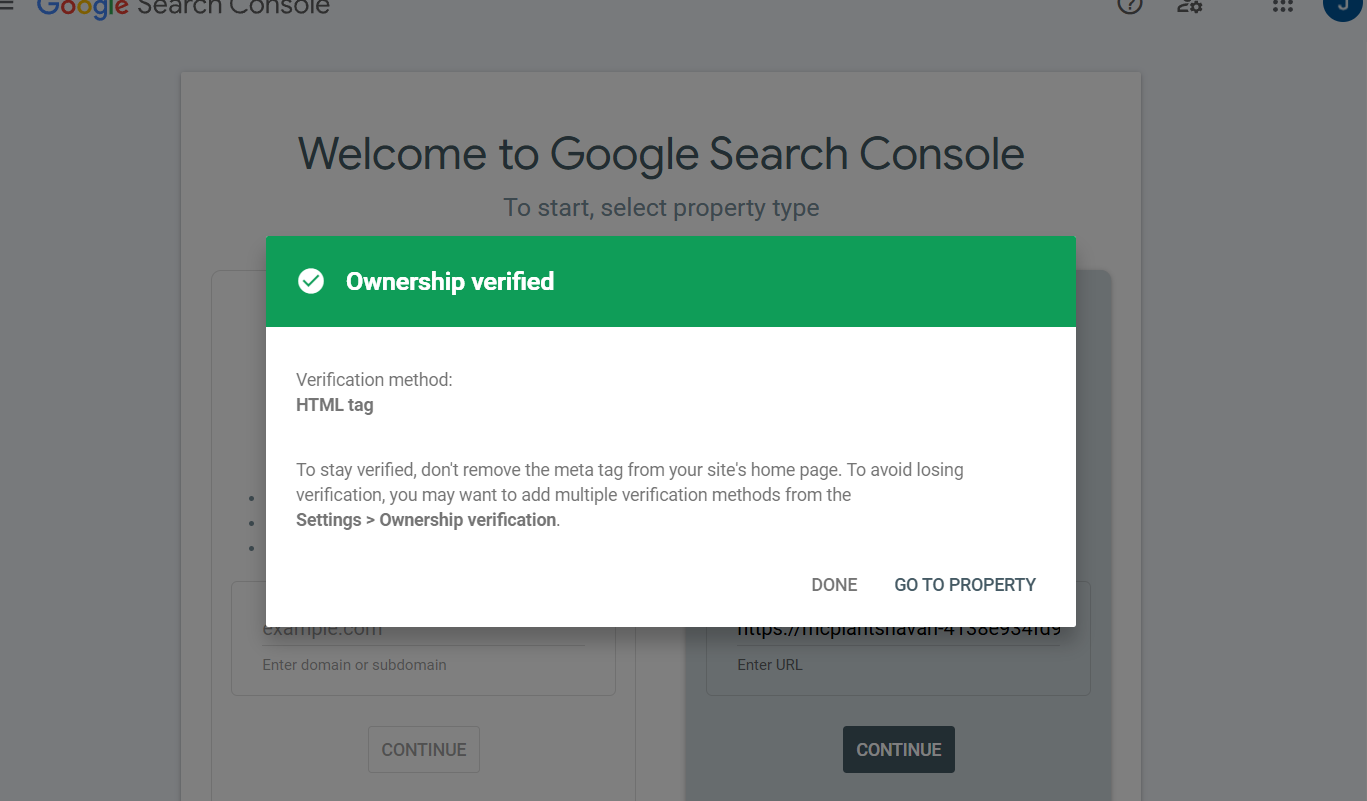 Google Search Console
J
Welcome to Google Search Console
To start, select property type
Ownership verified
Verification method:
HTML tag
To stay verified, don't remove the meta tag from your site's home page. To avoid losing
verification, you may want to add multiple verification methods from the
Settings > Ownership verification.
DONE GO TO PROPERTY
example.com
https://mcplantsnavan-4138e934fd9
Enter domain or subdomain
Enter URL
CONTINUE
CONTINUE